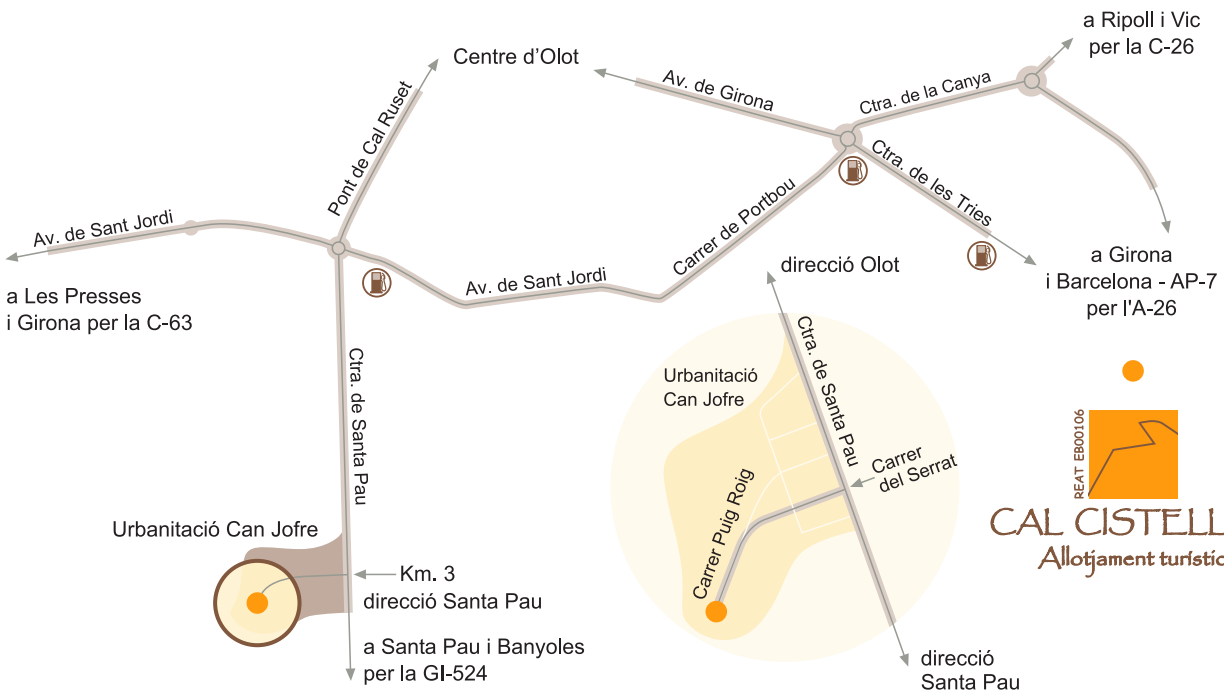 a Ripoll i Vic
per la C-26
Centre d'Olot
Av. de Girona
Ctra. de la Canya
Pont de Cal Ruset
Ctra. de les Tries
Carrer de Portbou
Av. de Sant Jordi
Av. de Sant Jordi
a Les Presses
i Girona per la C-63
direcció Olot
a Girona
i Barcelona - AP-7
per l'A-26
Ctra. de Santa Pau
Urbanitació
Can Jofre
Ctra. de Santa Pau
Carrer
del Serrat
Carrer Puig Roig
REAT EB00106
CAL CISTELL
Allotjament turístic
Urbanitació Can Jofre
Km. 3
direcció Santa Pau
a Santa Pau i Banyoles
per la GI-524
direcció
Santa Pau